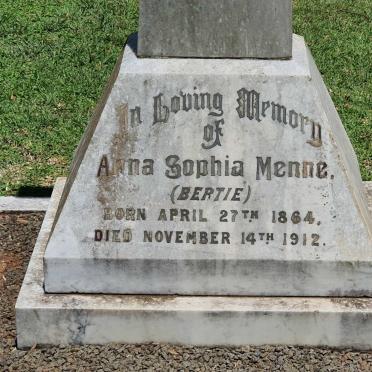 In Loving Memory
of
Anna Sophia Menne,
(BERTIE)
BORN APRIL 27TH 1864,
DIED NOVEMBER 14TH 1912.